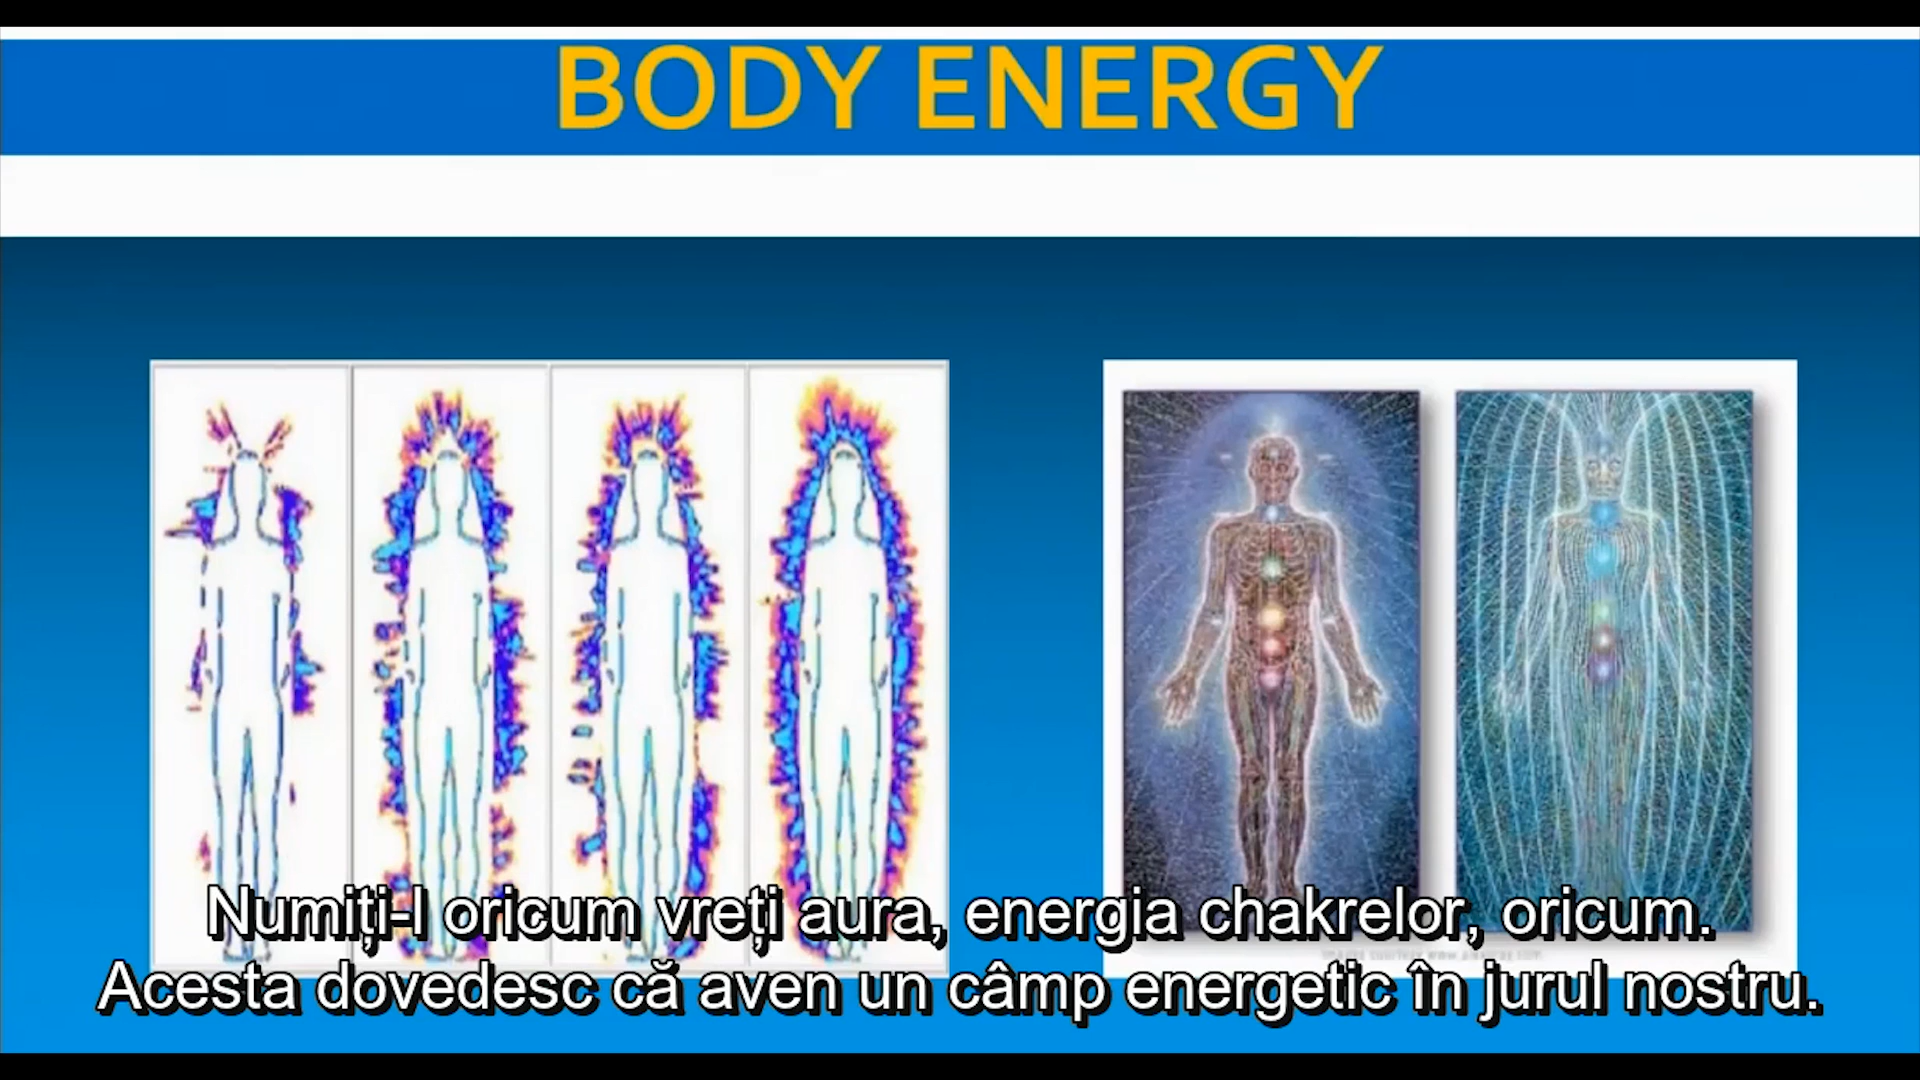 BODY ENERGY
Numiți-l oricum vreți aura, energia chakrelor, oricum.
Acesta dovedesc că aven un câmp energetic în jurul nostru.